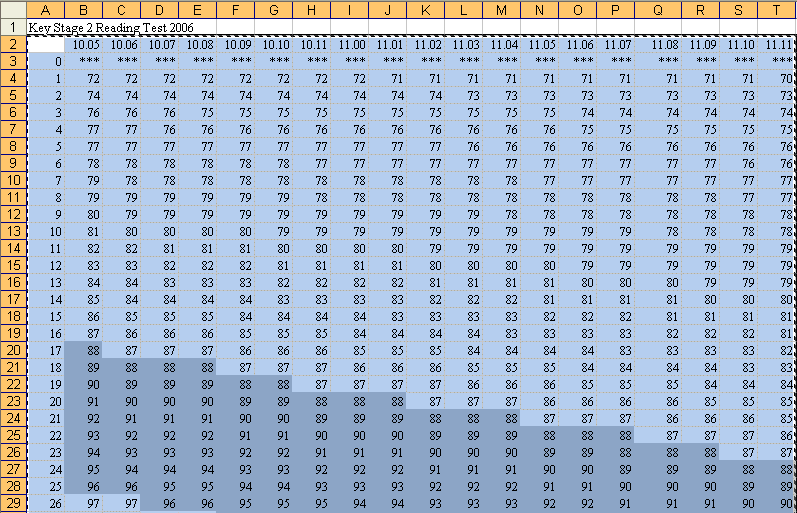 A B C D E F G H I J K L M N O P Q R S T
1 Key Stage 2 Reading Test 2006
2 10.05 10.06 10.07 10.08 10.09 10.10 10.11 11.00 11.01 11.02 11.03 11.04 11.05 11.06 11.07 11.08 11.09 11.10 11.11
3 0 *** *** *** *** *** *** *** *** *** *** *** *** *** *** *** *** *** *** ***
4 1 72 72 72 72 72 72 72 72 71 71 71 71 71 71 71 71 71 71 70
5 2 74 74 74 74 74 74 74 74 74 74 73 73 73 73 73 73 73 73 73
6 3 76 76 76 75 75 75 75 75 75 75 75 75 75 74 74 74 74 74 74
7 4 77 77 76 76 76 76 76 76 76 76 76 76 76 76 75 75 75 75 75
8 5 77 77 77 77 77 77 77 77 77 76 76 76 76 76 76 76 76 76 76
9 6 78 78 78 78 78 78 78 78 77 77 77 77 77 77 77 77 77 76 76
10 7 79 78 78 78 78 78 78 78 78 78 78 78 77 77 77 77 77 77 77
11 8 79 79 79 79 79 79 78 78 78 78 78 78 78 78 78 78 77 77 77
12 9 80 79 79 79 79 79 79 79 79 79 79 78 78 78 78 78 78 78 78
13 10 81 80 80 80 80 79 79 79 79 79 79 79 79 79 79 78 78 78 78
14 11 82 82 81 81 81 80 80 80 80 79 79 79 79 79 79 79 79 79 79
15 12 83 83 82 82 82 81 81 81 81 80 80 80 80 79 79 79 79 79 79
16 13 84 84 83 83 83 82 82 82 82 81 81 81 81 80 80 80 79 79 79
17 14 85 84 84 84 84 83 83 83 83 82 82 82 81 81 81 81 80 80 80
18 15 86 85 85 85 84 84 84 84 83 83 83 83 82 82 82 81 81 81 81
19 16 87 86 86 86 85 85 85 84 84 84 84 83 83 83 83 82 82 82 81
20 17 88 87 87 87 86 86 86 85 85 85 84 84 84 84 83 83 83 83 82
21 18 89 88 88 88 87 87 87 86 86 86 85 85 85 84 84 84 84 83 83
22 19 90 89 89 89 88 88 87 87 87 87 86 86 86 85 85 85 84 84 84
23 20 91 90 90 90 89 89 88 88 88 87 87 87 86 86 86 86 85 85 85
24 21 92 91 91 91 90 90 89 89 89 88 88 88 87 87 87 86 86 86 85
25 22 93 92 92 92 91 91 90 90 90 89 89 89 88 88 88 87 87 87 86
26 23 94 93 93 93 92 92 91 91 91 90 90 90 89 89 89 88 88 87 87
27 24 95 94 94 94 93 93 92 92 92 91 91 91 90 90 89 89 89 88 88
28 25 96 96 95 95 94 94 93 93 93 92 92 92 91 91 90 90 90 89 89
29 26 97 97 96 96 95 95 95 94 94 93 93 93 92 92 91 91 91 90 90